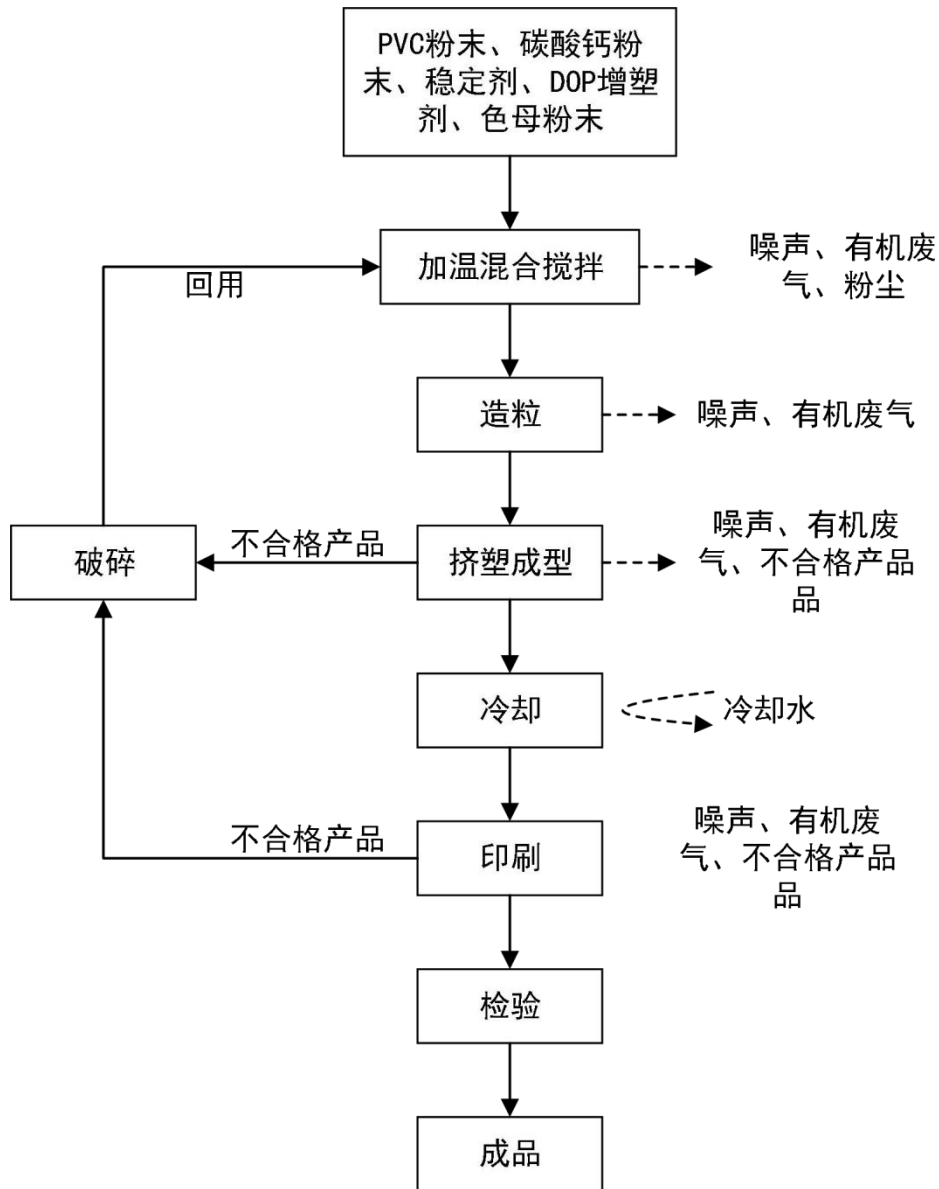 PVC粉末、碳酸钙粉
末、稳定剂、DOP增塑
剂、色母粉末
加温混合搅拌
噪声、有机废
气、粉尘
回用
造粒
噪声、有机废气
破碎
不合格产品
挤塑成型
噪声、有机废
气、不合格产品
品
冷却
冷却水
不合格产品
印刷
噪声、有机废
气、不合格产品
品
检验
成品